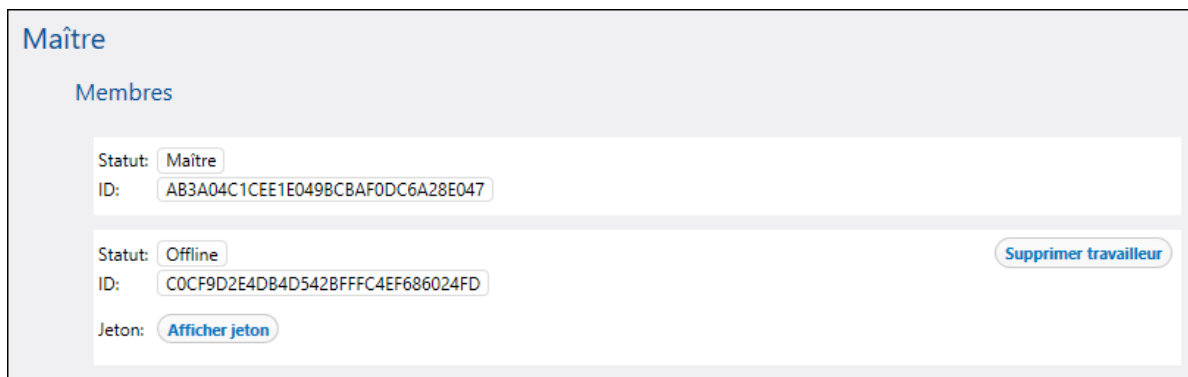 Maître
Membres
Statut: Maître
ID: AB3A04C1CEE1E049BCBAF0DC6A28E047
Statut: Offline Supprimer travailleur
ID: C0CF9D2E4DB4D542BFFFC4EF686024FD
Jeton: Afficher jeton